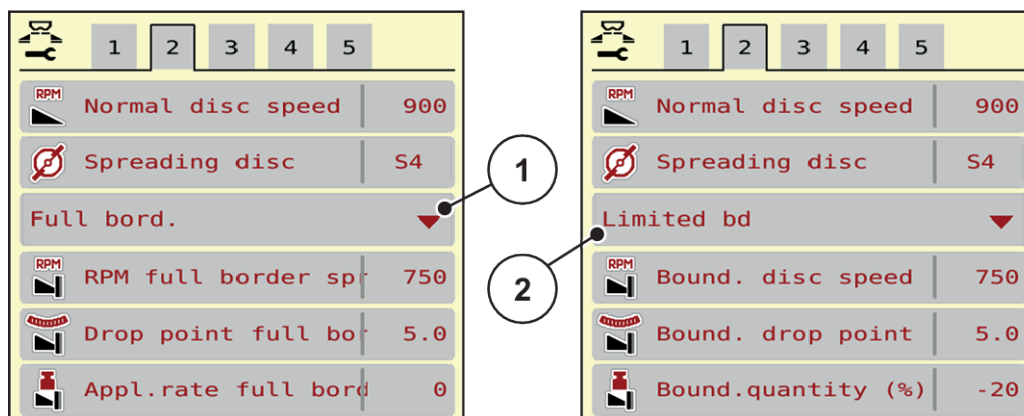 1 2 3 4 5
RPM Normal disc speed 900
Spreading disc S4
Full bord.
RPM RPM full border spr 750
Drop point full bor 5.0
Appl.rate full bord 0
1
2
1 2 3 4 5
RPM Normal disc speed 900
Spreading disc S4
Limited bd
RPM Bound. disc speed 750
Bound. drop point 5.0
Bound.quantity (%) -20